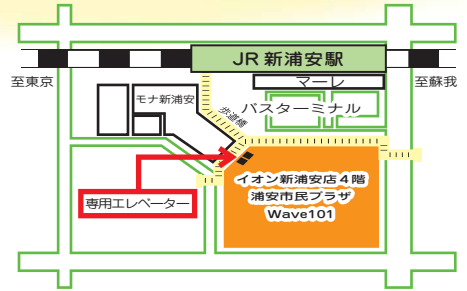 JR 新浦安駅
至東京
至蘇我
マーレ
モナ新浦安
バスターミナル
歩道橋
専用エレベーター
イオン新浦安店４階
浦安市民プラザ
Wave101